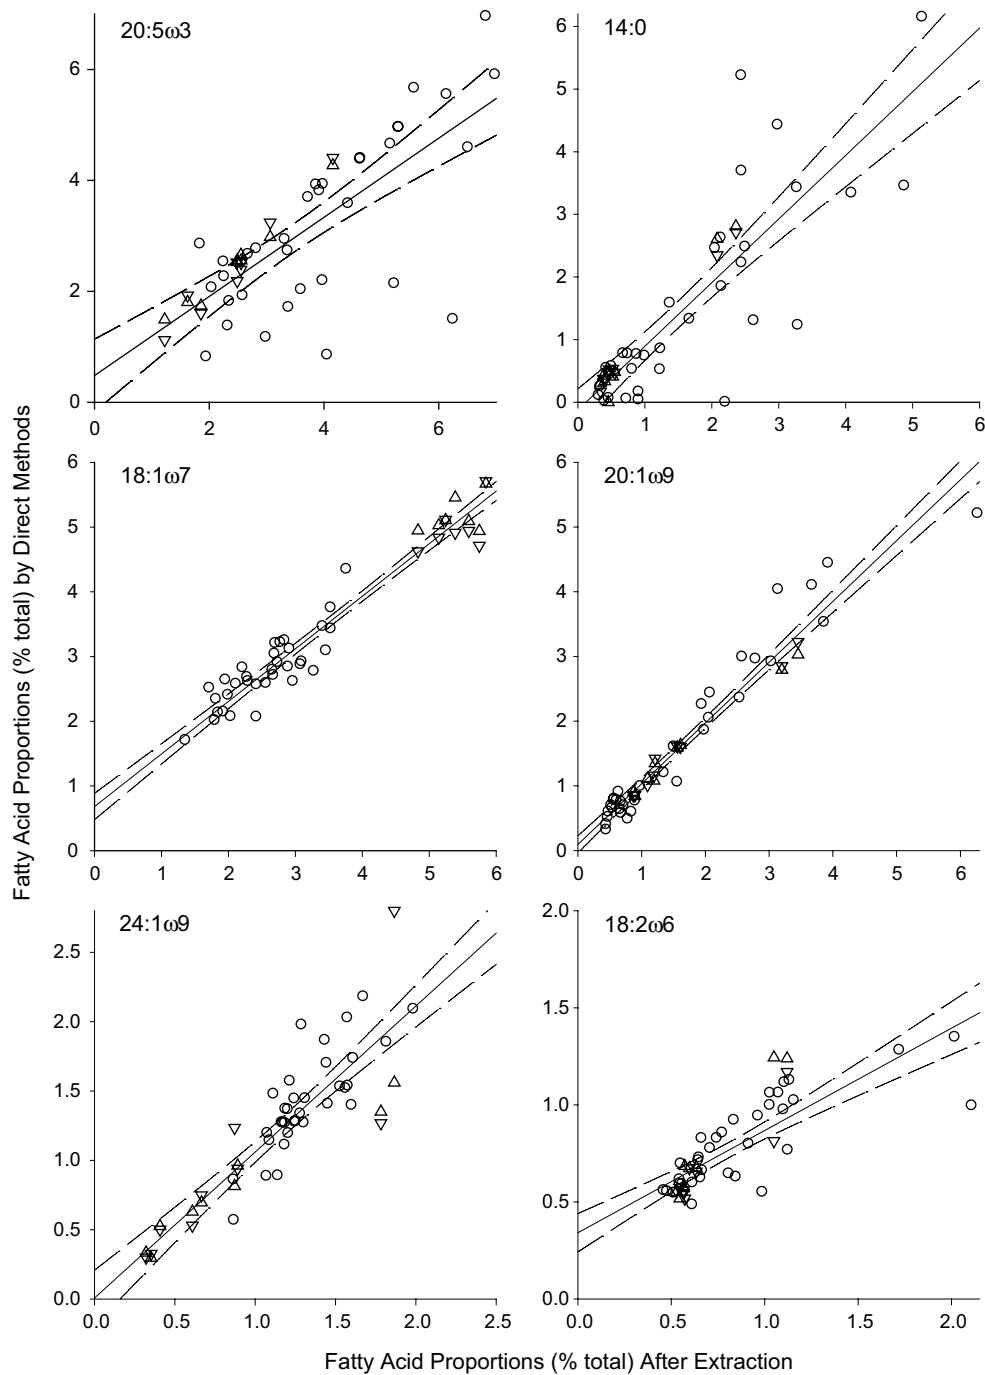 Fatty Acid Proportions (% total) by Direct Methods
20:5ω3
6
4
2
0
0 2 4 6
14:0
6
5
4
3
2
1
0
0 1 2 3 4 5 6
18:1ω7
6
5
4
3
2
1
0
0 1 2 3 4 5 6
20:1ω9
6
5
4
3
2
1
0
0 1 2 3 4 5 6
24:1ω9
2.5
2.0
1.5
1.0
0.5
0.0
0.0 0.5 1.0 1.5 2.0 2.5
18:2ω6
2.0
1.5
1.0
0.5
0.0
0.0 0.5 1.0 1.5 2.0
Fatty Acid Proportions (% total) After Extraction